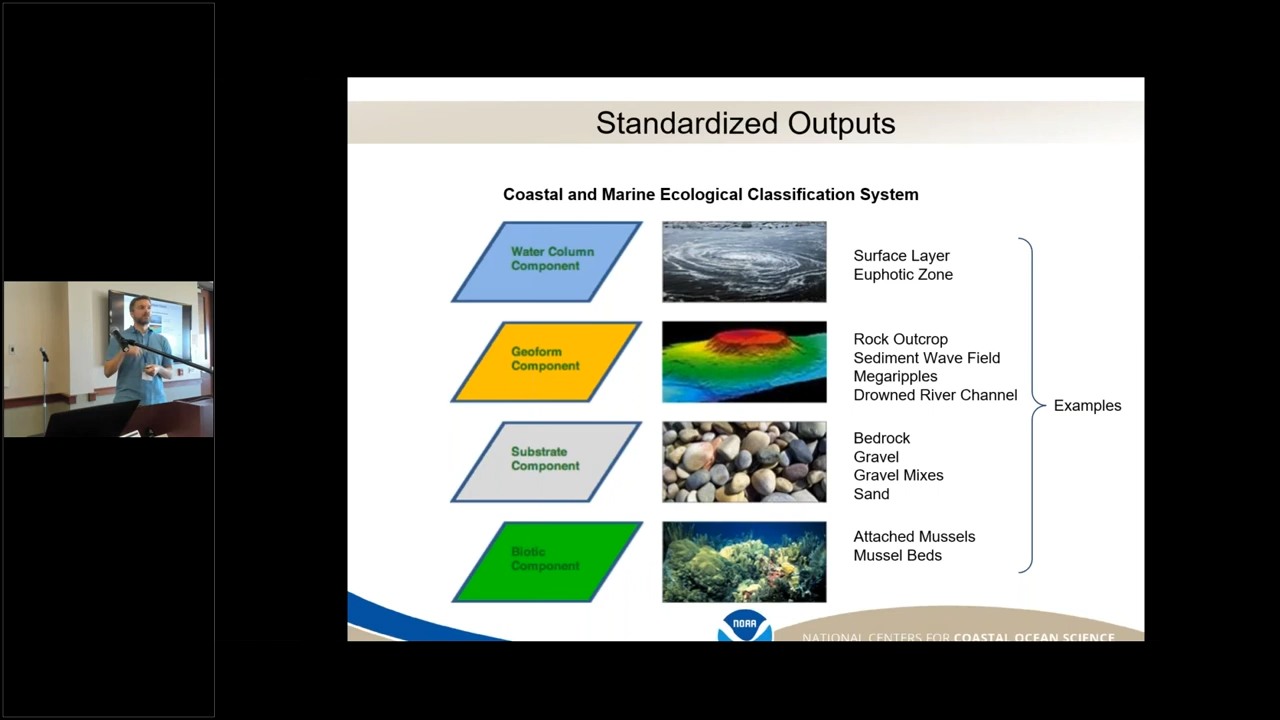 Standardized Outputs
Coastal and Marine Ecological Classification System
Water Column
Component
Surface Layer
Euphotic Zone
Geoform
Component
Rock Outcrop
Sediment Wave Field
Megaripples
Drowned River Channel
Examples
Substrate
Component
Bedrock
Gravel
Gravel Mixes
Sand
Biotic
Component
Attached Mussels
Mussel Beds
NOAA
NATIONAL CENTERS FOR COASTAL OCEAN SCIENCE